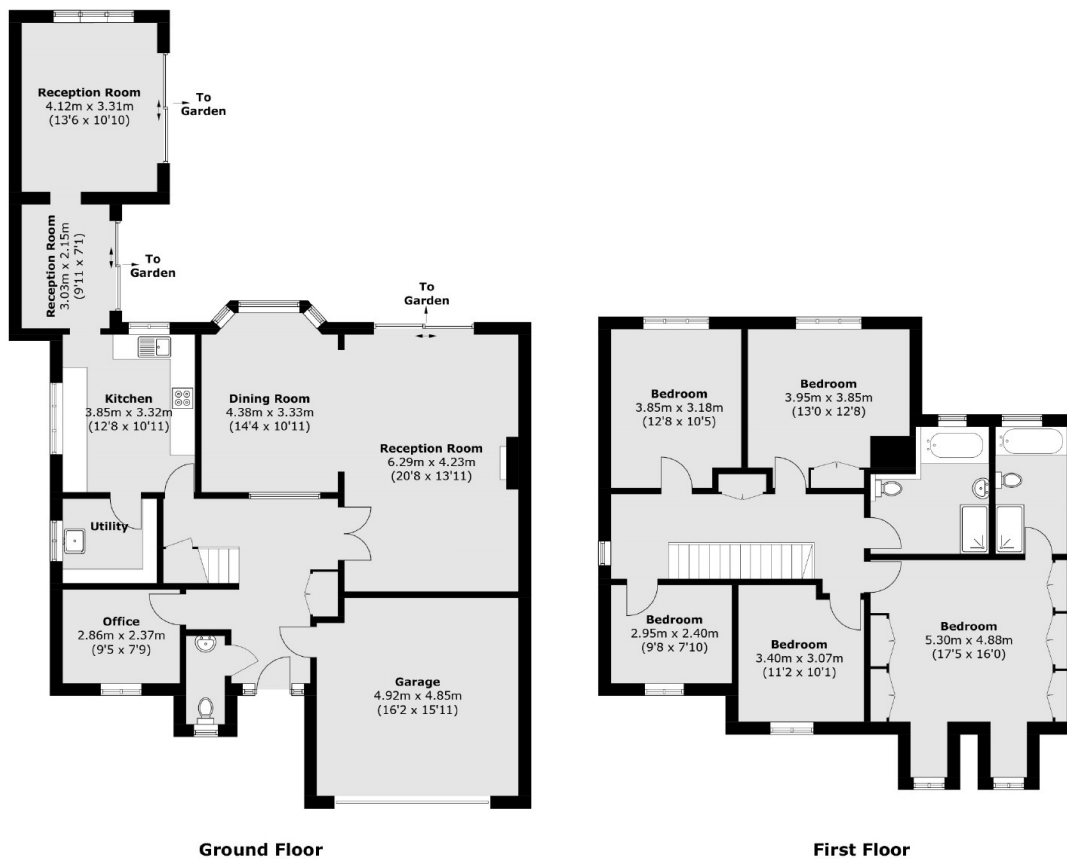 Reception Room
4.12m x 3.31m
(13'6 x 10'10)
To
Garden
Reception Room
3.03m x 2.15m
(9'11 x 7'1)
To
Garden
To
Garden
Kitchen
3.85m x 3.32m
(12'8 x 10'11)
Dining Room
4.38m x 3.33m
(14'4 x 10'11)
Reception Room
6.29m x 4.23m
(20'8 x 13'11)
Utility
Office
2.86m x 2.37m
(9'5 x 7'9)
Garage
4.92m x 4.85m
(16'2 x 15'11)
Ground Floor
Bedroom
3.85m x 3.18m
(12'8 x 10'5)
Bedroom
3.95m x 3.85m
(13'0 x 12'8)
Bedroom
2.95m x 2.40m
(9'8 x 7'10)
Bedroom
3.40m x 3.07m
(11'2 x 10'1)
Bedroom
5.30m x 4.88m
(17'5 x 16'0)
First Floor